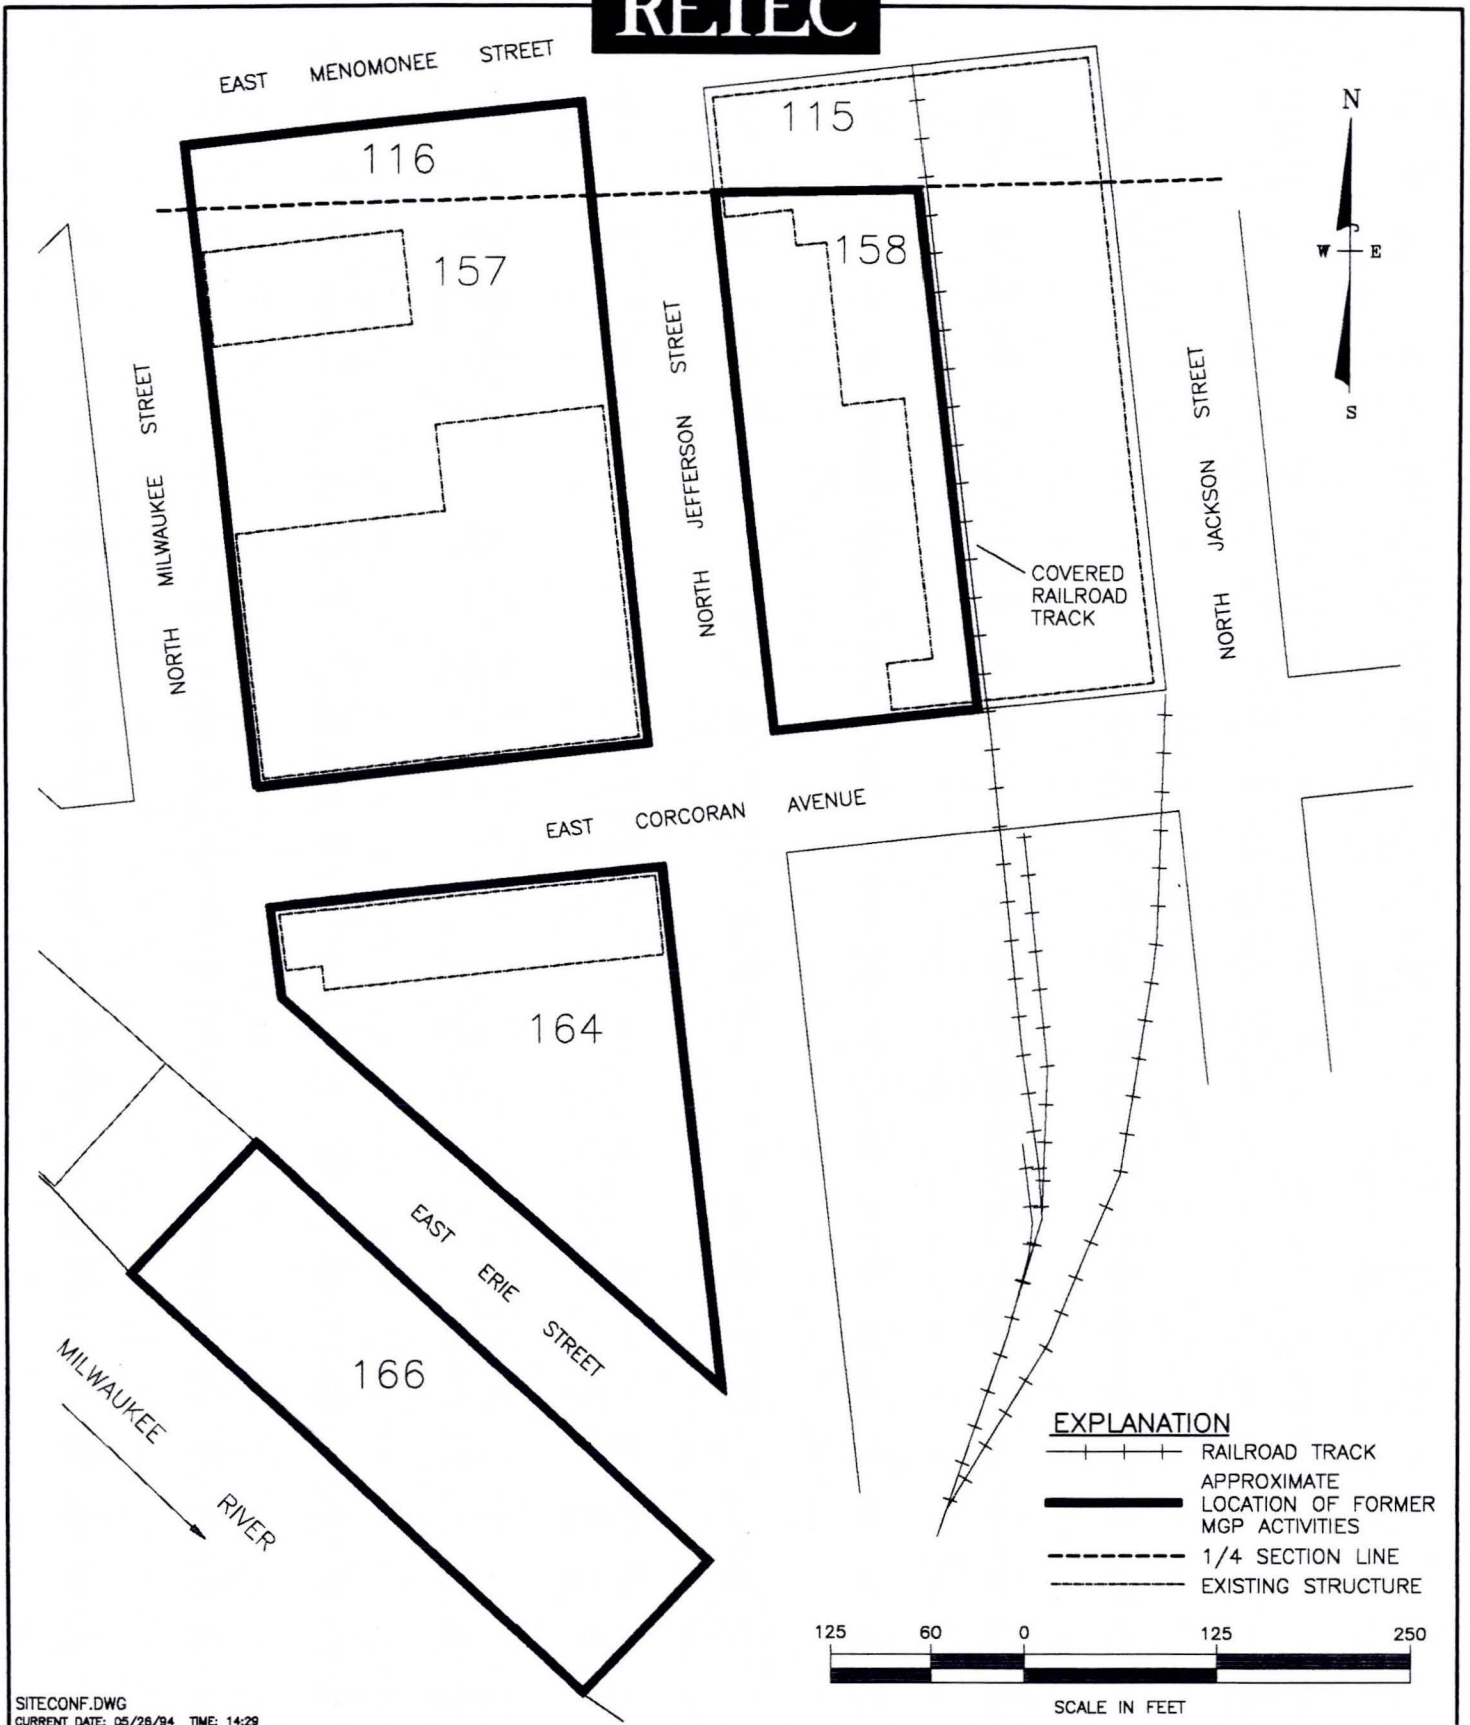 RETEC
EAST MENOMONEE STREET
115
N
116
158
W E
157
S
NORTH MILWAUKEE STREET
NORTH JEFFERSON STREET
NORTH JACKSON STREET
COVERED
RAILROAD
TRACK
EAST CORCORAN AVENUE
164
EAST ERIE STREET
166
MILWAUKEE RIVER
EXPLANATION
RAILROAD TRACK
APPROXIMATE
LOCATION OF FORMER
MGP ACTIVITIES
1/4 SECTION LINE
EXISTING STRUCTURE
125 60 0 125 250
SCALE IN FEET
SITECONF.DWG
CURRENT DATE: 05/26/94 TIME: 14:29